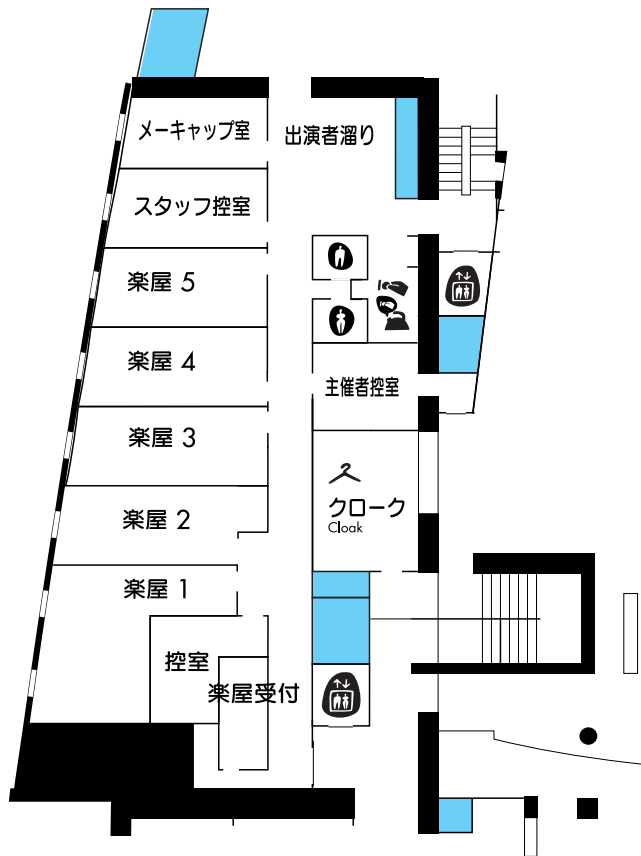 メーキャップ室
出演者溜り
スタッフ控室
楽屋 5
楽屋 4
主催者控室
楽屋 3
クローク
Cloak
楽屋 2
楽屋 1
控室
楽屋受付